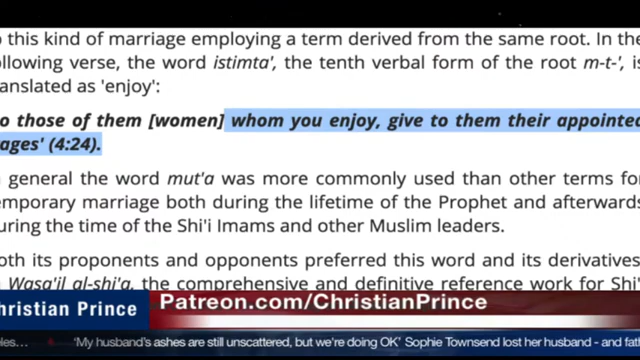 this kind of marriage employing a term derived from the same root. In the
following verse, the word istimta', the tenth verbal form of the root m-t-', is
translated as 'enjoy':
o those of them [women] whom you enjoy, give to them their appointed
ages' (4:24).
general the word mut'a was more commonly used than other terms for
emporary marriage both during the lifetime of the Prophet and afterwards
uring the time of the Shi'i Imams and other Muslim leaders.
oth its proponents and opponents preferred this word and its derivatives.
Wasa'il al-shi'a, the comprehensive and definitive reference work for Shi'
hristian Prince
Patreon.com/ChristianPrince
eles... 'My husband's ashes are still unscattered, but we're doing OK' Sophie Townsend lost her husband - and fat